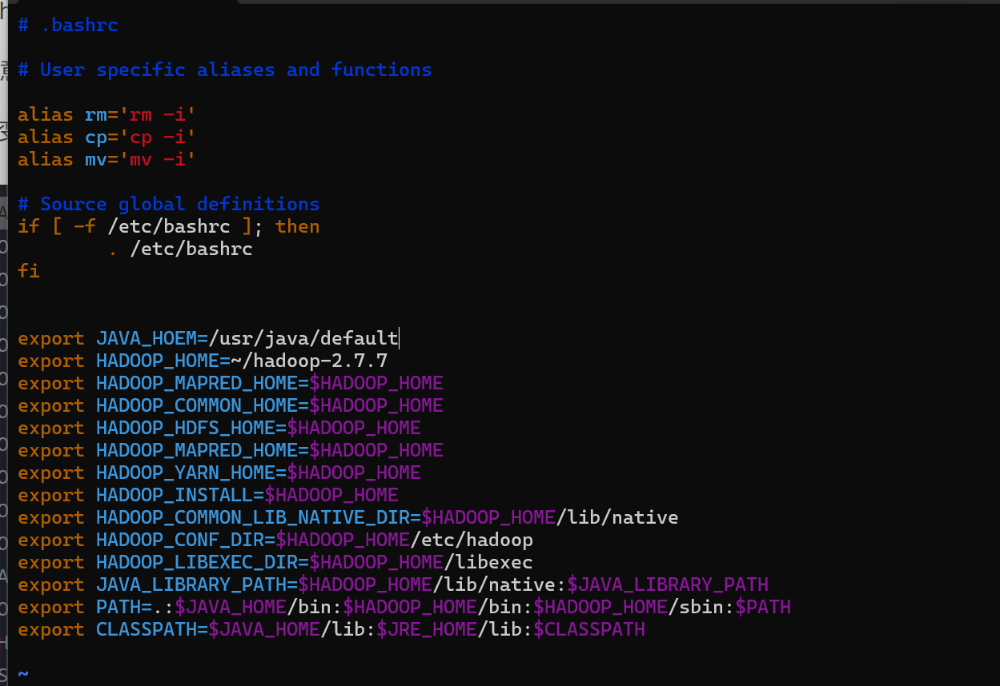 # .bashrc
# User specific aliases and functions
alias rm='rm -i'
alias cp='cp -i'
alias mv='mv -i'
# Source global definitions
if [ -f /etc/bashrc ]; then
. /etc/bashrc
fi
export JAVA_HOEM=/usr/java/default
export HADOOP_HOME=~/hadoop-2.7.7
export HADOOP_MAPRED_HOME=$HADOOP_HOME
export HADOOP_COMMON_HOME=$HADOOP_HOME
export HADOOP_HDFS_HOME=$HADOOP_HOME
export HADOOP_MAPRED_HOME=$HADOOP_HOME
export HADOOP_YARN_HOME=$HADOOP_HOME
export HADOOP_INSTALL=$HADOOP_HOME
export HADOOP_COMMON_LIB_NATIVE_DIR=$HADOOP_HOME/lib/native
export HADOOP_CONF_DIR=$HADOOP_HOME/etc/hadoop
export HADOOP_LIBEXEC_DIR=$HADOOP_HOME/libexec
export JAVA_LIBRARY_PATH=$HADOOP_HOME/lib/native:$JAVA_LIBRARY_PATH
export PATH=.:$JAVA_HOME/bin:$HADOOP_HOME/bin:$HADOOP_HOME/sbin:$PATH
export CLASSPATH=$JAVA_HOME/lib:$JRE_HOME/lib:$CLASSPATH
~